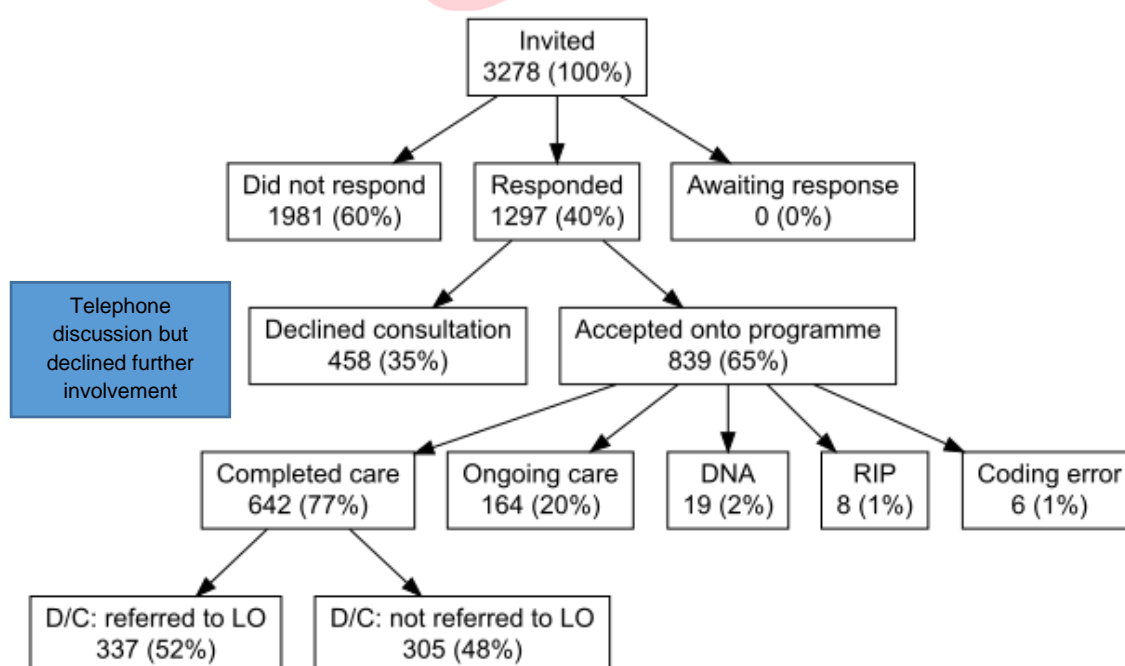 Invited
3278 (100%)
Did not respond
1981 (60%)
Responded
1297 (40%)
Awaiting response
0 (0%)
Telephone
discussion but
declined further
involvement
Declined consultation
458 (35%)
Accepted onto programme
839 (65%)
Completed care
642 (77%)
Ongoing care
164 (20%)
DNA
19 (2%)
RIP
8 (1%)
Coding error
6 (1%)
D/C: referred to LO
337 (52%)
D/C: not referred to LO
305 (48%)